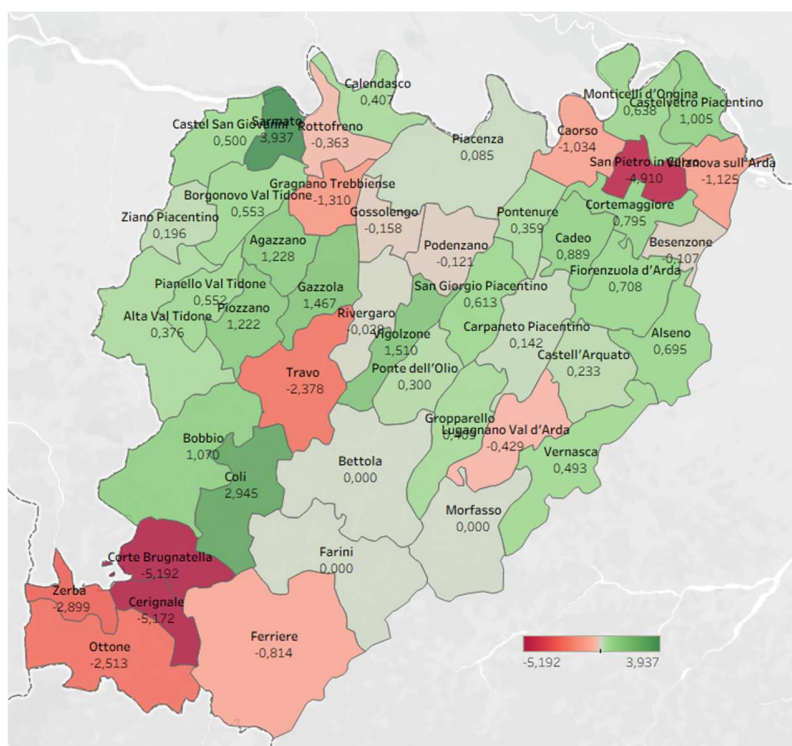 Calendasco
0,407
Monticelli d'Ongina
0,638
Castelvetro Piacentino
1,005
Castel San Giovanni
0,500
Sarmato
3,937
Rottofreno
-0,363
Piacenza
0,085
Caorso
-1,034
San Pietro in Cerro
-4,910
Villanova sull'Arda
-1,125
Gragnano Trebbiense
-1,310
Borgonovo Val Tidone
0,553
Ziano Piacentino
0,196
Gossolengo
-0,158
Pontenure
0,359
Cortemaggiore
0,795
Agazzano
1,228
Podenzano
-0,121
Cadeo
0,889
Besenzone
-0,107
Fiorenzuola d'Arda
0,708
Pianello Val Tidone
0,552
Gazzola
1,467
San Giorgio Piacentino
0,613
Piozzano
1,222
Alta Val Tidone
0,376
Rivergaro
-0,028
Vigolzone
1,510
Carpaneto Piacentino
0,142
Alseno
0,695
Castell'Arquato
0,233
Travo
-2,378
Ponte dell'Olio
0,300
Gropparello
Lugagnano Val d'Arda
-0,429
Bobbio
1,070
Vernasca
0,493
Bettola
0,000
Coli
2,945
Morfasso
0,000
Farini
0,000
Corte Brugnatella
-5,192
Zerba
-2,899
Cerignale
-5,172
Ottone
-2,513
Ferriere
-0,814
-5,192 3,937